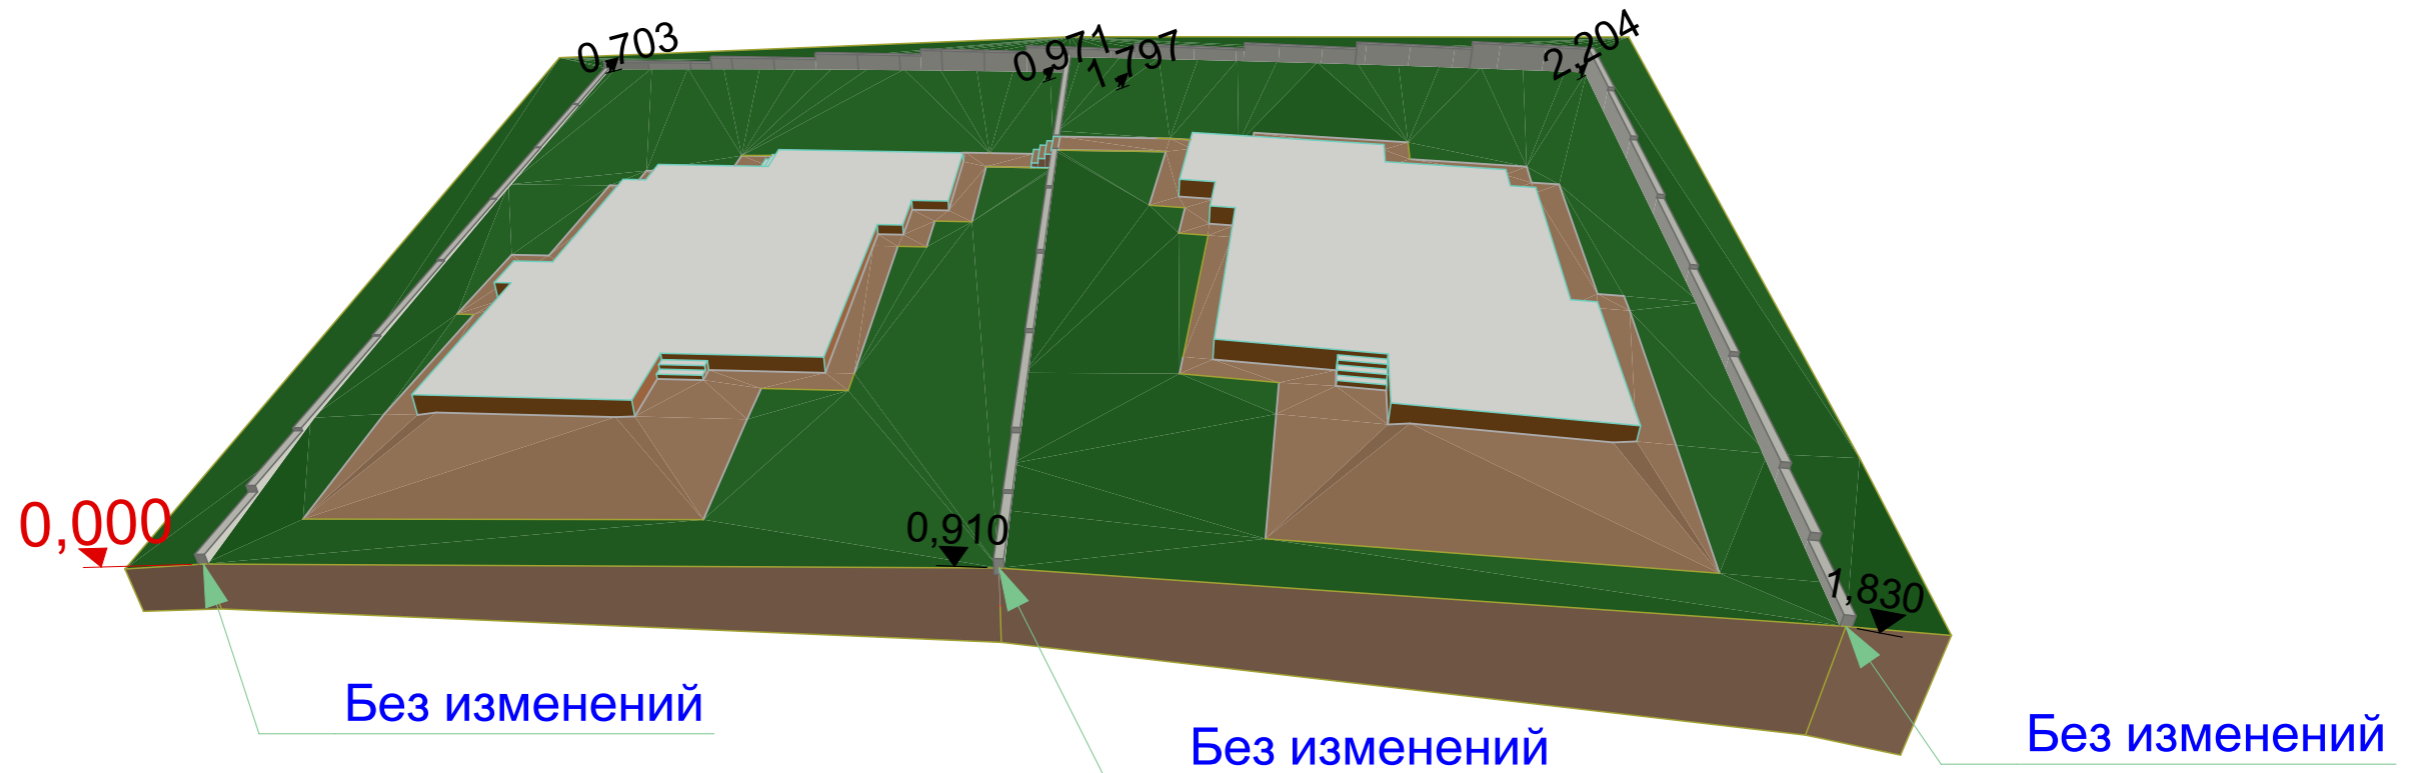 0,703
0,971
1,797
2,204
0,000
0,910
1,830
Без изменений
Без изменений
Без изменений